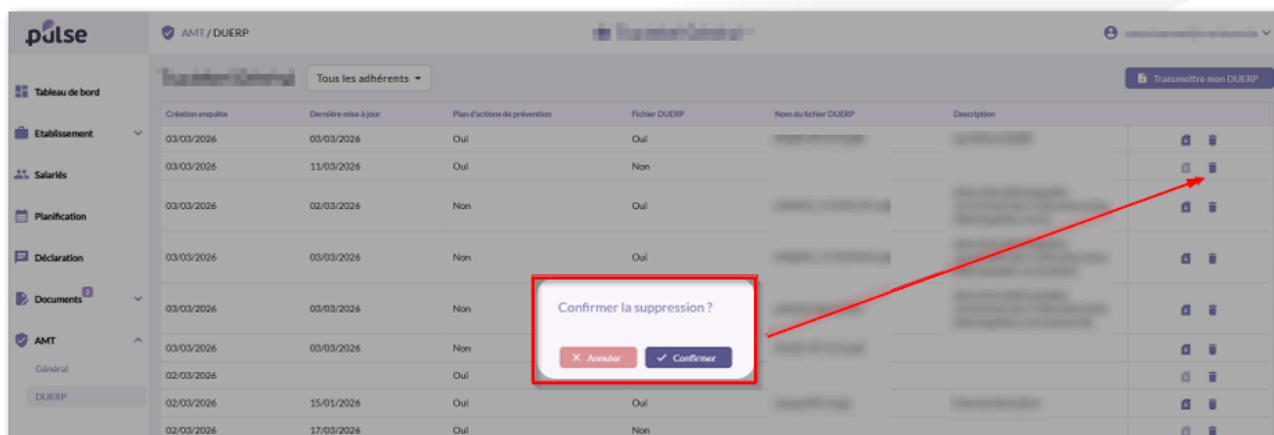 pulse
AMT / DUERP
Tous les adhérents
Transmettre mon DUERP
Tableau de bord
Etablissement
Salariés
Planification
Déclaration
Documents 2
AMT
Général
DUERP
Création enquête Dernière mise à jour Plan d'actions de prévention Fichier DUERP Nom du fichier DUERP Description
03/03/2026 03/03/2026 Oui Oui
03/03/2026 11/03/2026 Oui Non
03/03/2026 02/03/2026 Non Oui
03/03/2026 03/03/2026 Non Oui
03/03/2026 03/03/2026 Non
03/03/2026 03/03/2026 Non
02/03/2026 Oui
02/03/2026 15/01/2026 Oui Oui
02/03/2026 17/03/2026 Oui Non
Confirmer la suppression ?
Annuler
Confirmer